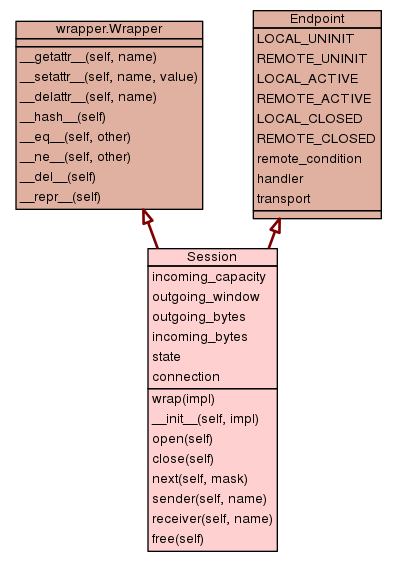 wrapper.Wrapper
__getattr__(self, name)
__setattr__(self, name, value)
__delattr__(self, name)
__hash__(self)
__eq__(self, other)
__ne__(self, other)
__del__(self)
__repr__(self)
Endpoint
LOCAL_UNINIT
REMOTE_UNINIT
LOCAL_ACTIVE
REMOTE_ACTIVE
LOCAL_CLOSED
REMOTE_CLOSED
remote_condition
handler
transport
Session
incoming_capacity
outgoing_window
outgoing_bytes
incoming_bytes
state
connection
wrap(impl)
__init__(self, impl)
open(self)
close(self)
next(self, mask)
sender(self, name)
receiver(self, name)
free(self)